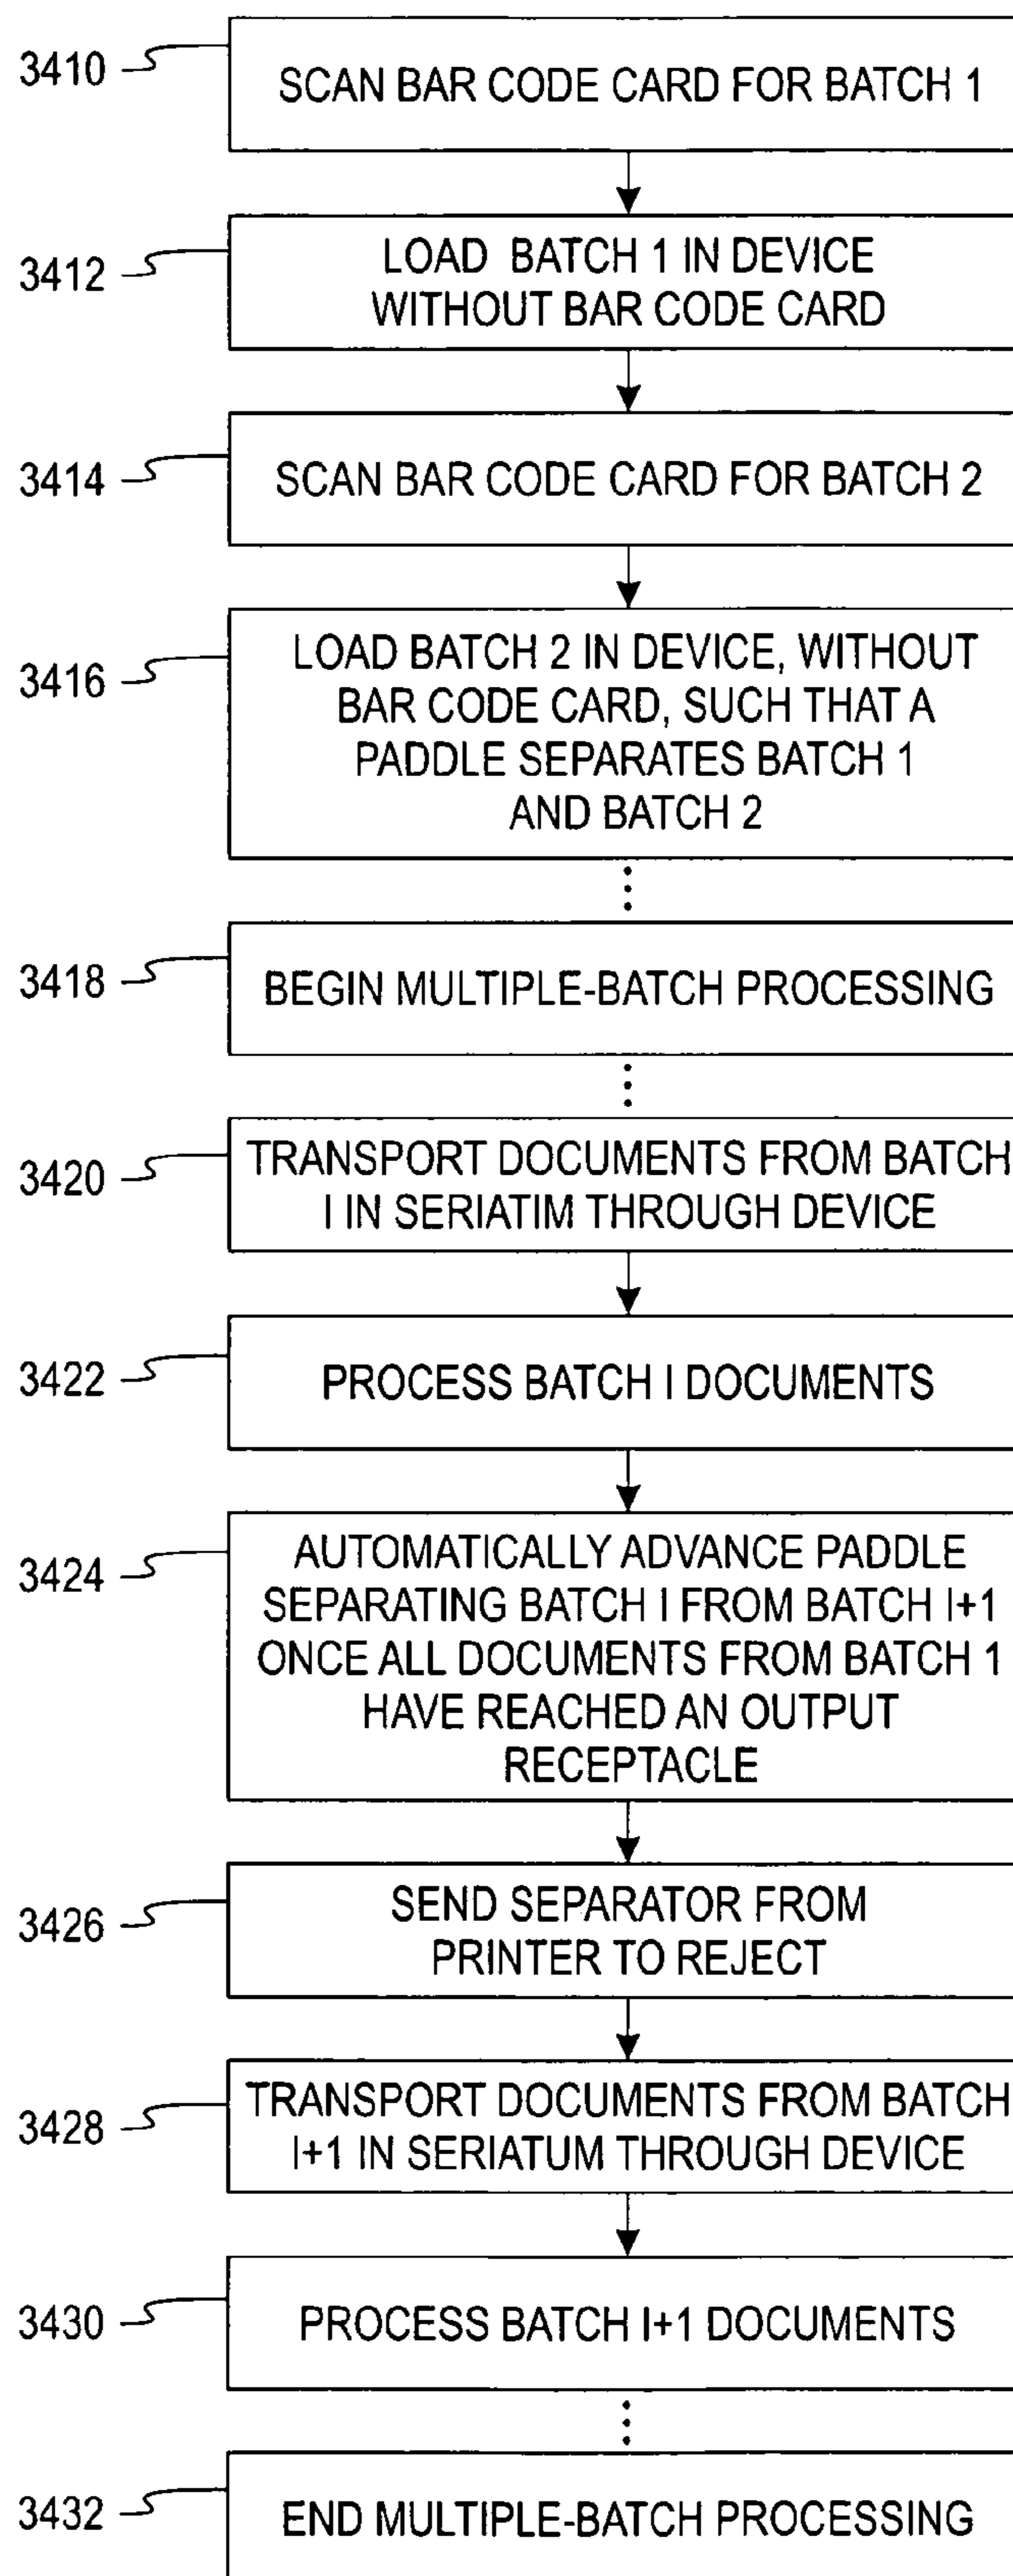 3410
SCAN BAR CODE CARD FOR BATCH 1
3412
LOAD BATCH 1 IN DEVICE
WITHOUT BAR CODE CARD
3414
SCAN BAR CODE CARD FOR BATCH 2
3416
LOAD BATCH 2 IN DEVICE, WITHOUT
BAR CODE CARD, SUCH THAT A
PADDLE SEPARATES BATCH 1
AND BATCH 2
3418
BEGIN MULTIPLE-BATCH PROCESSING
3420
TRANSPORT DOCUMENTS FROM BATCH
I IN SERIATIM THROUGH DEVICE
3422
PROCESS BATCH I DOCUMENTS
3424
AUTOMATICALLY ADVANCE PADDLE
SEPARATING BATCH I FROM BATCH I+1
ONCE ALL DOCUMENTS FROM BATCH 1
HAVE REACHED AN OUTPUT
RECEPTACLE
3426
SEND SEPARATOR FROM
PRINTER TO REJECT
3428
TRANSPORT DOCUMENTS FROM BATCH
I+1 IN SERIATUM THROUGH DEVICE
3430
PROCESS BATCH I+1 DOCUMENTS
3432
END MULTIPLE-BATCH PROCESSING